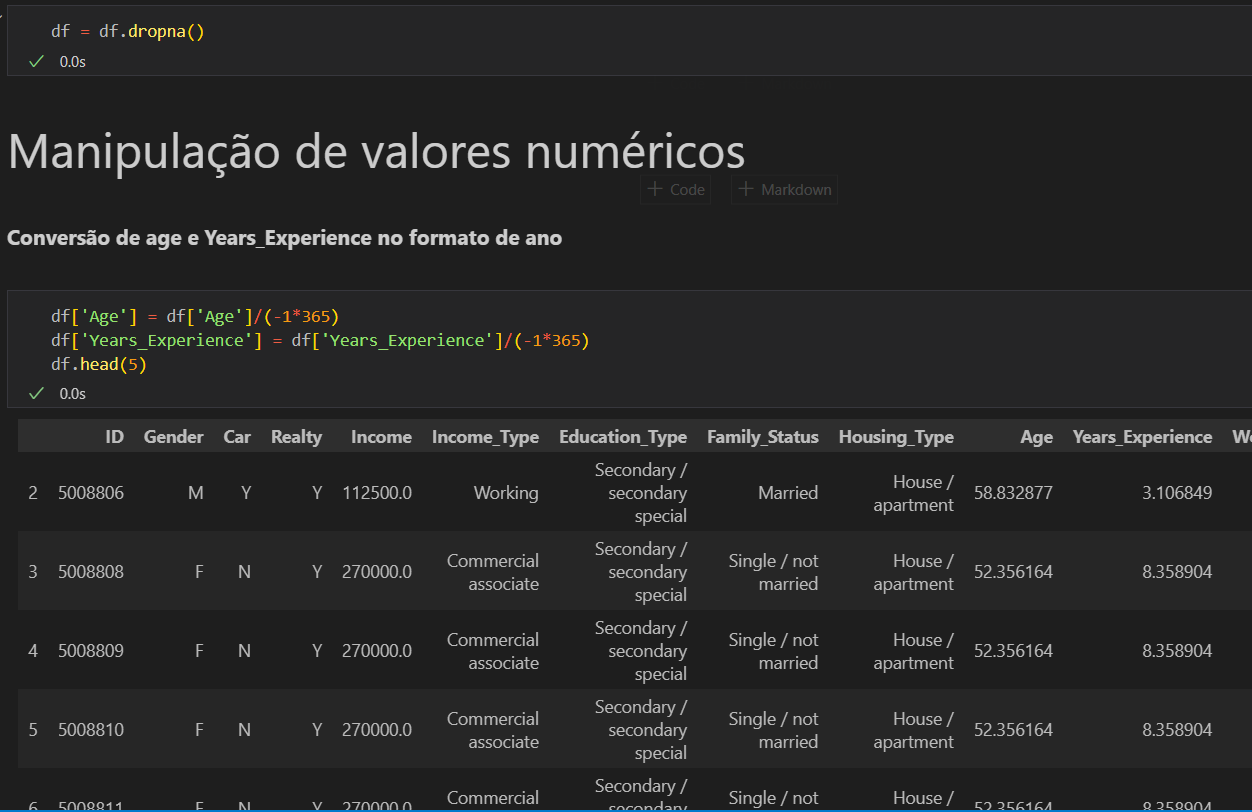 df = df.dropna()
0.0s
Manipulação de valores numéricos
+ Code + Markdown
Conversão de age e Years_Experience no formato de ano
df['Age'] = df['Age']/(-1*365)
df['Years_Experience'] = df['Years_Experience']/(-1*365)
df.head(5)
0.0s
ID Gender Car Realty Income Income_Type Education_Type Family_Status Housing_Type Age Years_Experience
Secondary /
2 5008806 M Y Y 112500.0 Working secondary Married House / 58.832877 3.106849
special apartment
Secondary /
3 5008808 F N Y 270000.0 Commercial secondary Single / not House / 52.356164 8.358904
associate special married apartment
Secondary /
4 5008809 F N Y 270000.0 Commercial secondary Single / not House / 52.356164 8.358904
associate special married apartment
Secondary /
5 5008810 F N Y 270000.0 Commercial secondary Single / not House / 52.356164 8.358904
associate special married apartment
Secondary /
6 5008811 F N Y 270000.0 Commercial secondary Single / not House / 52.356164 8.358904